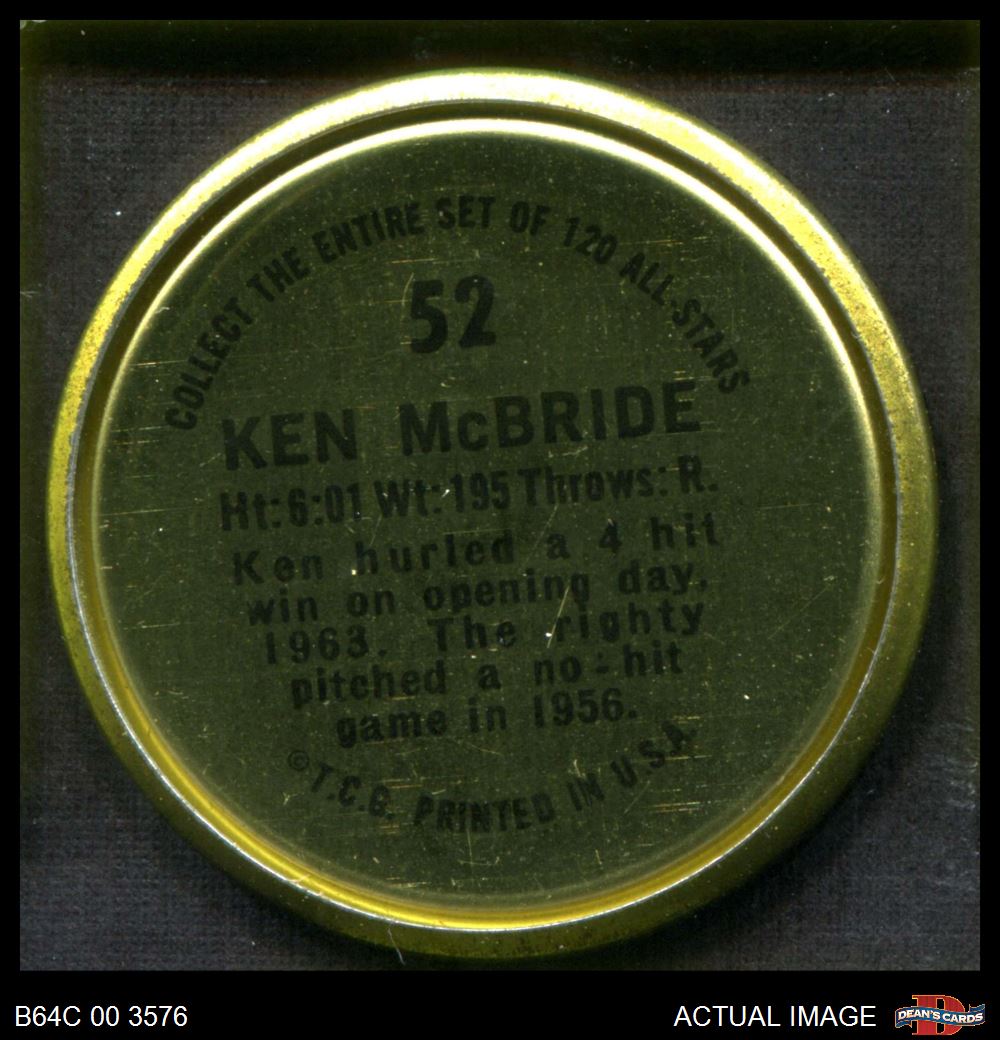 COLLECT THE ENTIRE SET OF 120 ALL-STARS
52
KEN McBRIDE
Ht: 6:01 Wt: 195 Throws: R.
Ken hurled a 4 hit
win on opening day,
1963. The righty
pitched a no-hit
game in 1956.
© T.C.G. PRINTED IN U.S.A.
B64C 00 3576
ACTUAL IMAGE
D
DEAN'S CARDS